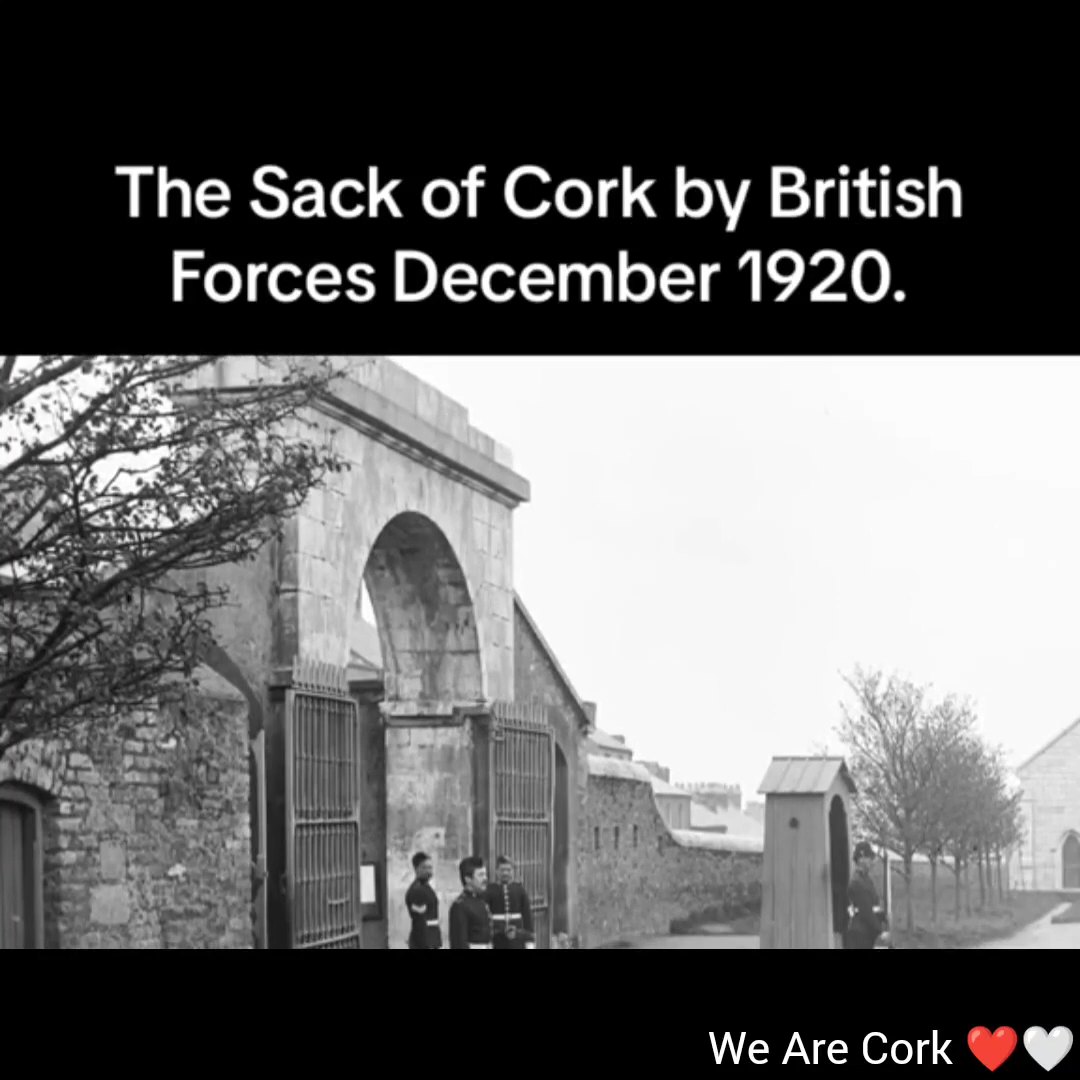 The Sack of Cork by British
Forces December 1920.
We Are Cork ❤️🤍